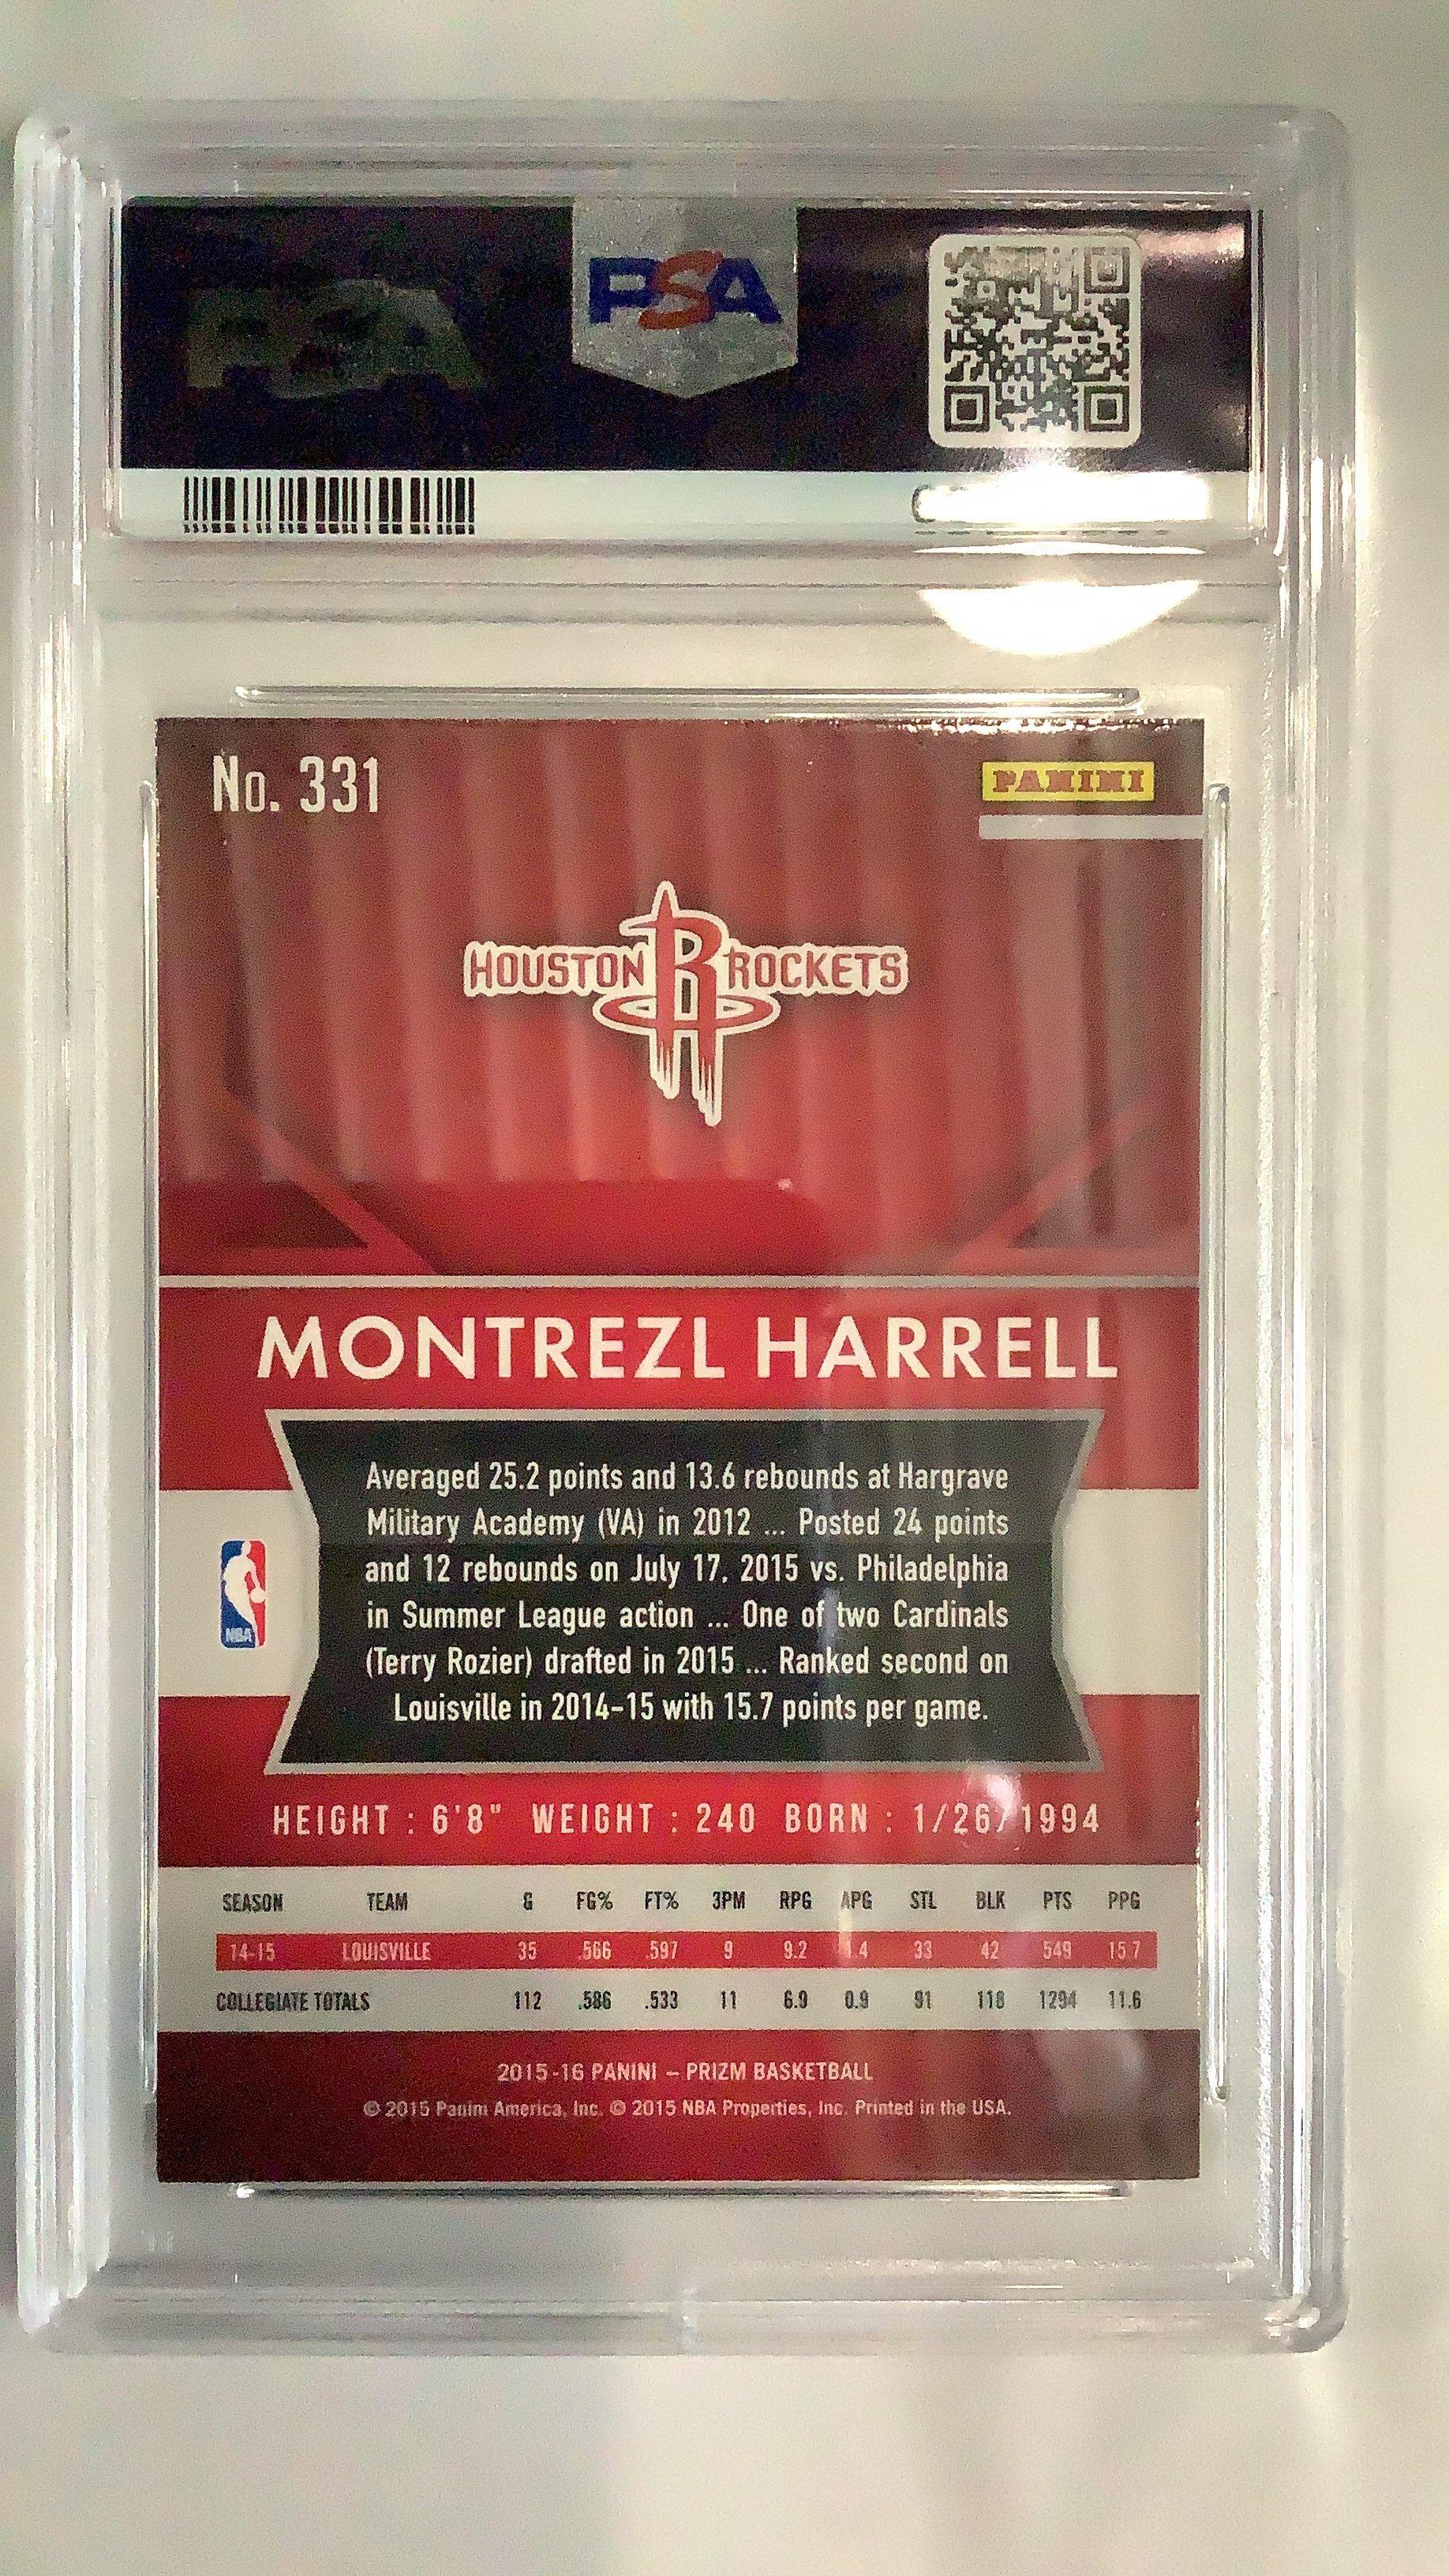 PSA
No. 331
PANINI
HOUSTON R ROCKETS
MONTREZL HARRELL
Averaged 25.2 points and 13.6 rebounds at Hargrave
Military Academy (VA) in 2012 ... Posted 24 points
and 12 rebounds on July 17, 2015 vs. Philadelphia
in Summer League action ... One of two Cardinals
(Terry Rozier) drafted in 2015 ... Ranked second on
Louisville in 2014-15 with 15.7 points per game.
NBA
HEIGHT : 6'8" WEIGHT : 240 BORN : 1/26/1994
SEASON TEAM G FG% FT% 3PM RPG APG STL BLK PTS PPG
14-15 LOUISVILLE 35 .566 .597 9 9.2 1.4 33 42 549 15.7
COLLEGIATE TOTALS 112 .586 .533 11 6.9 0.9 91 118 1294 11.6
2015-16 PANINI – PRIZM BASKETBALL
© 2015 Panini America, Inc. © 2015 NBA Properties, Inc. Printed in the USA.